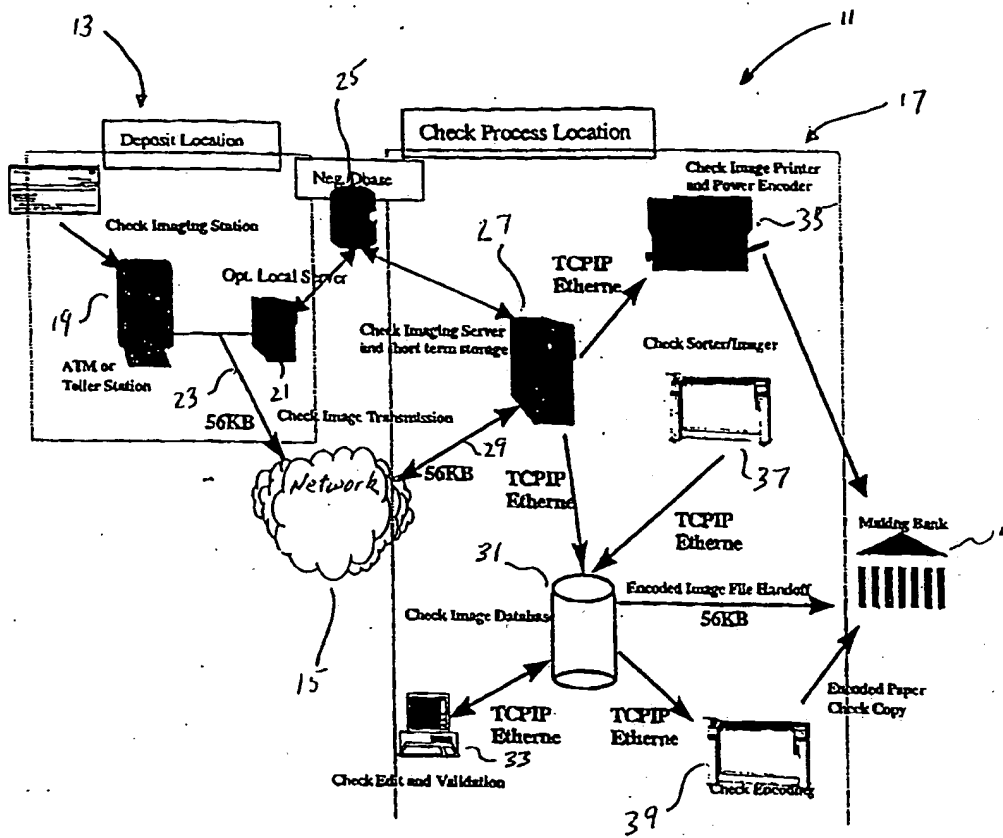 13
11
25
17
Deposit Location
Check Process Location
Neg. Dbase
Check Image Printer
and Power Encoder
35
Check Imaging Station
27
TCPIP
Etherne
Opt. Local Server
19
Check Imaging Server
and short term storage
Check Sorter/Imager
ATM or
Teller Station
23
21
56KB
Check Image Transmission
29
56KB
Network
TCPIP
Etherne
37
TCPIP
Etherne
Making Bank
31
Encoded Image File Handoff
56KB
Check Image Databas
15
TCPIP
Etherne
TCPIP
Etherne
Encoded Paper
Check Copy
33
Check Edit and Validation
Check Encoding
39